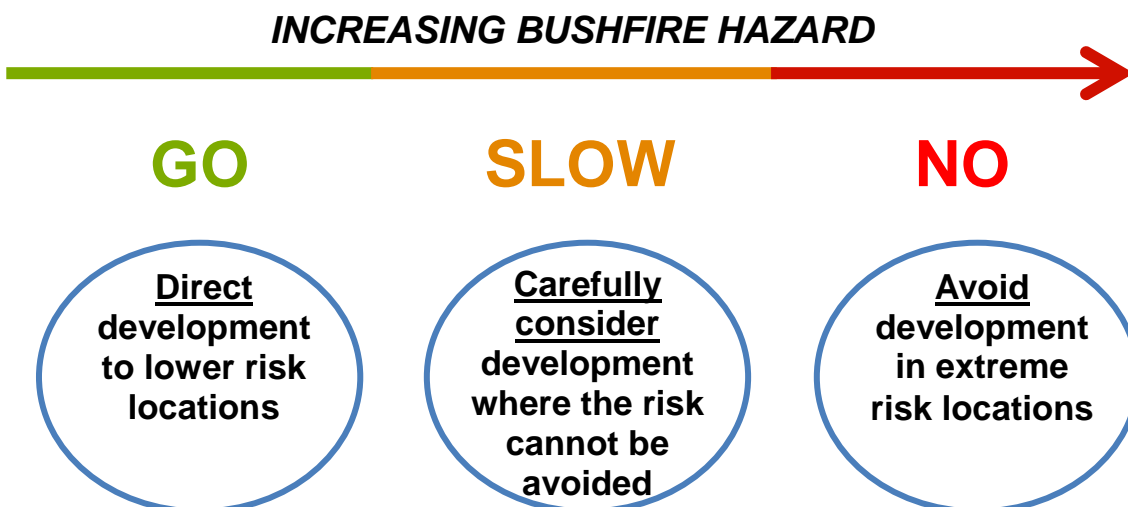 INCREASING BUSHFIRE HAZARD
GO
SLOW
NO
Direct
development
to lower risk
locations
Carefully
consider
development
where the risk
cannot be
avoided
Avoid
development
in extreme
risk locations